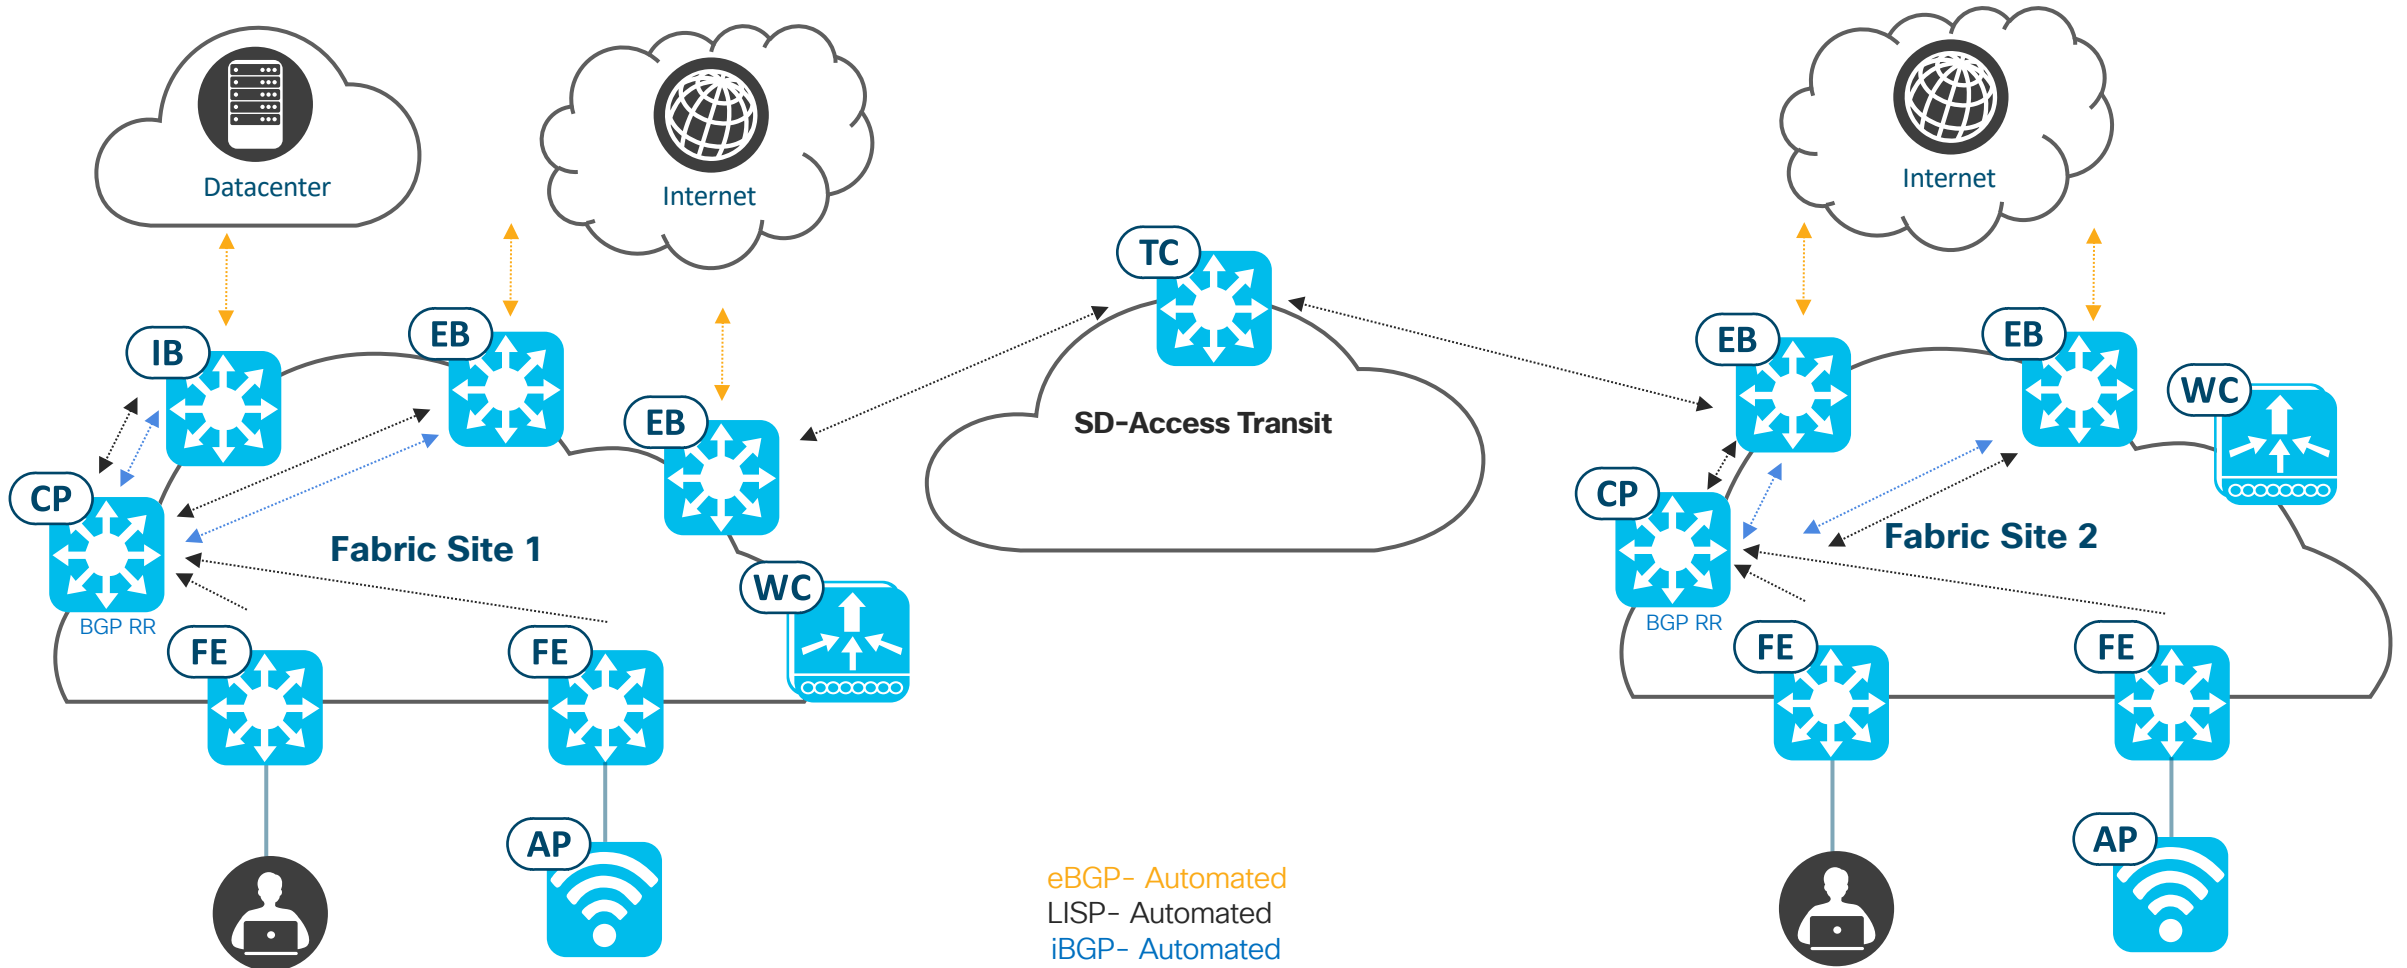 Datacenter
Internet
Internet
TC
IB
EB
EB
EB
EB
WC
SD-Access Transit
CP
CP
Fabric Site 1
Fabric Site 2
WC
BGP RR
BGP RR
FE
FE
FE
FE
AP
AP
eBGP- Automated
LISP- Automated
iBGP- Automated